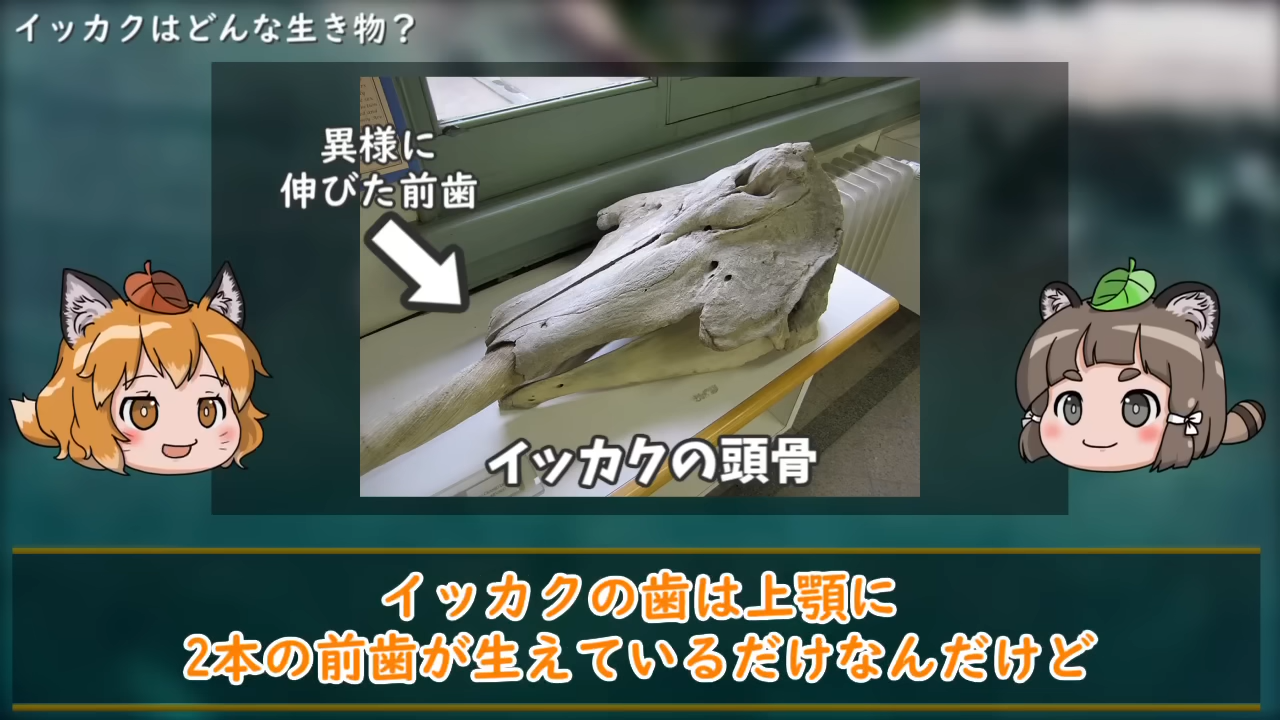 イッカクはどんな生き物？
異様に
伸びた前歯
イッカクの頭骨
イッカクの歯は上顎に
2本の前歯が生えているだけなんだけど